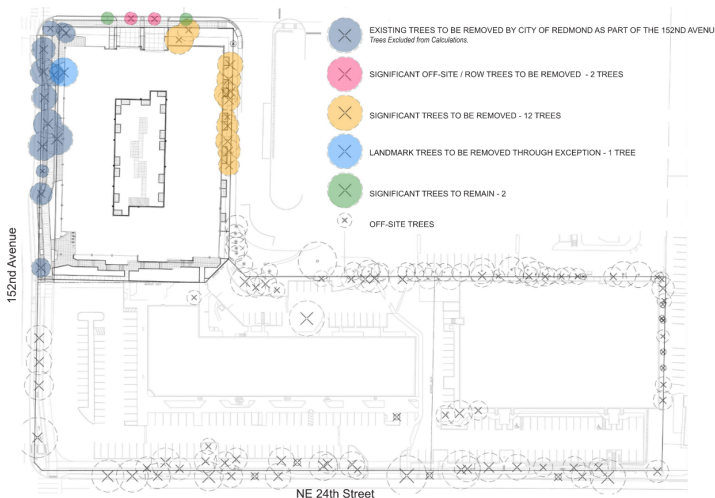 EXISTING TREES TO BE REMOVED BY CITY OF REDMOND AS PART OF THE 152ND AVENU
Trees Excluded from Calculations.
SIGNIFICANT OFF-SITE / ROW TREES TO BE REMOVED - 2 TREES
SIGNIFICANT TREES TO BE REMOVED - 12 TREES
LANDMARK TREES TO BE REMOVED THROUGH EXCEPTION - 1 TREE
SIGNIFICANT TREES TO REMAIN - 2
OFF-SITE TREES
152nd Avenue
NE 24th Street